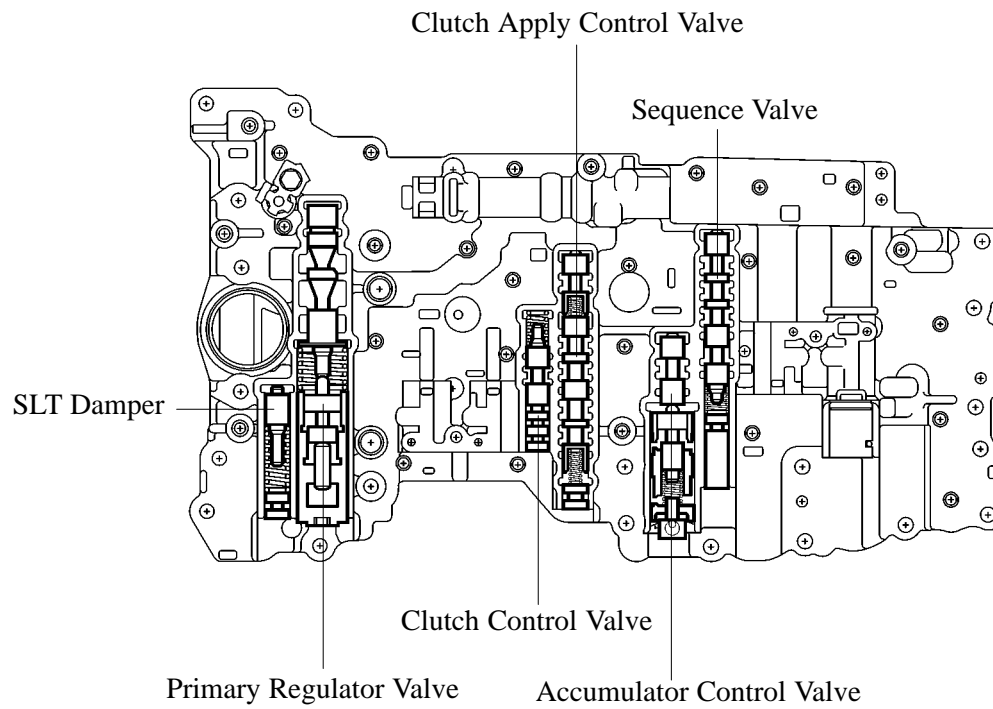 Clutch Apply Control Valve
Sequence Valve
SLT Damper
Clutch Control Valve
Primary Regulator Valve
Accumulator Control Valve